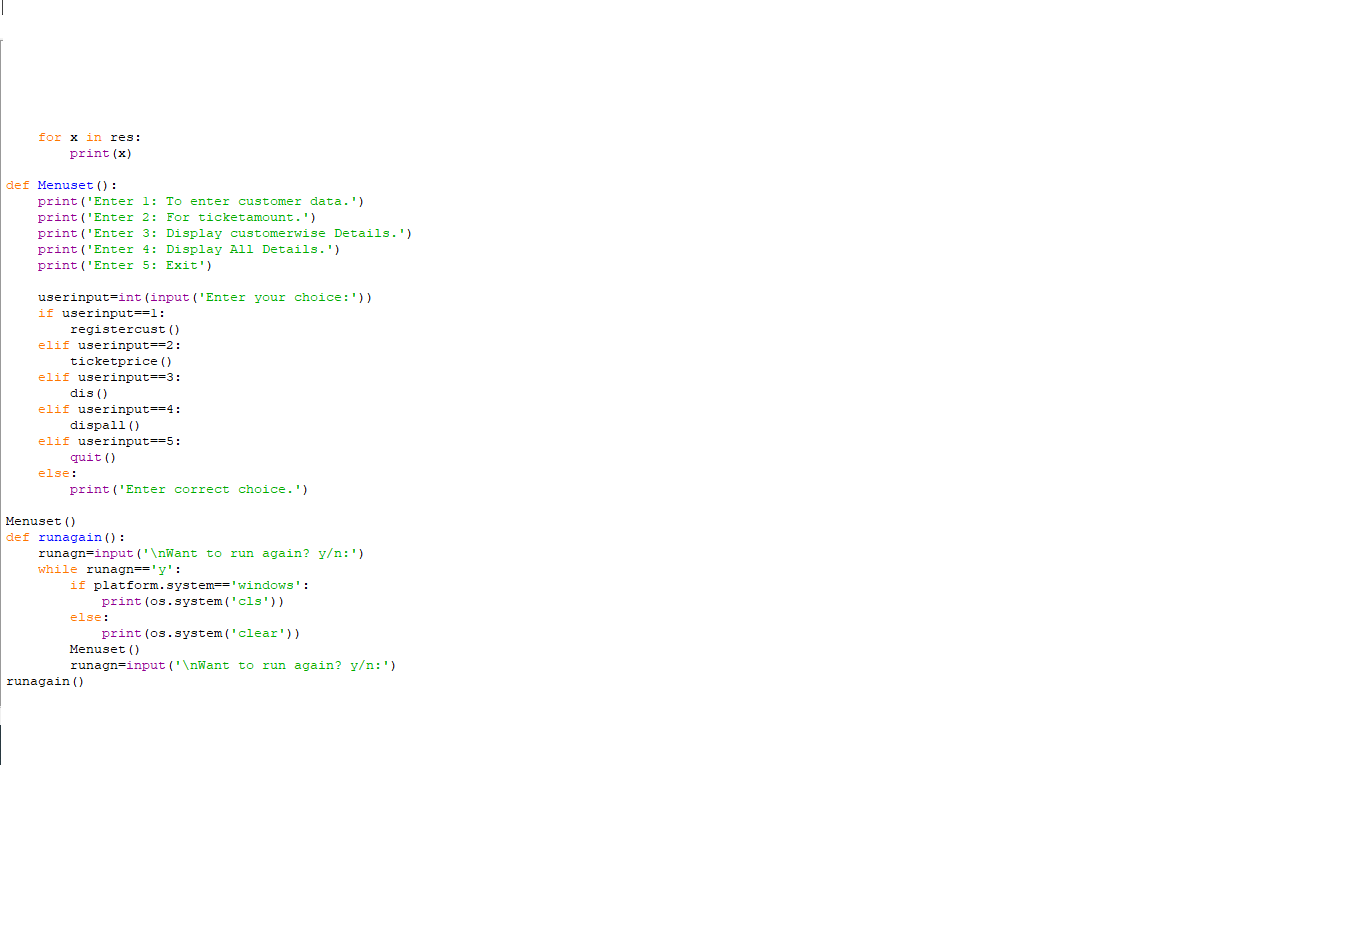 for x in res:
        print(x)

def Menuset():
    print('Enter 1: To enter customer data.')
    print('Enter 2: For ticketamount.')
    print('Enter 3: Display customerwise Details.')
    print('Enter 4: Display All Details.')
    print('Enter 5: Exit')

    userinput=int(input('Enter your choice:'))
    if userinput==1:
        registercust()
    elif userinput==2:
        ticketprice()
    elif userinput==3:
        dis()
    elif userinput==4:
        dispall()
    elif userinput==5:
        quit()
    else:
        print('Enter correct choice.')

Menuset()
def runagain():
    runagn=input('\nWant to run again? y/n:')
    while runagn=='y':
        if platform.system=='windows':
            print(os.system('cls'))
        else:
            print(os.system('clear'))
        Menuset()
        runagn=input('\nWant to run again? y/n:')
runagain()